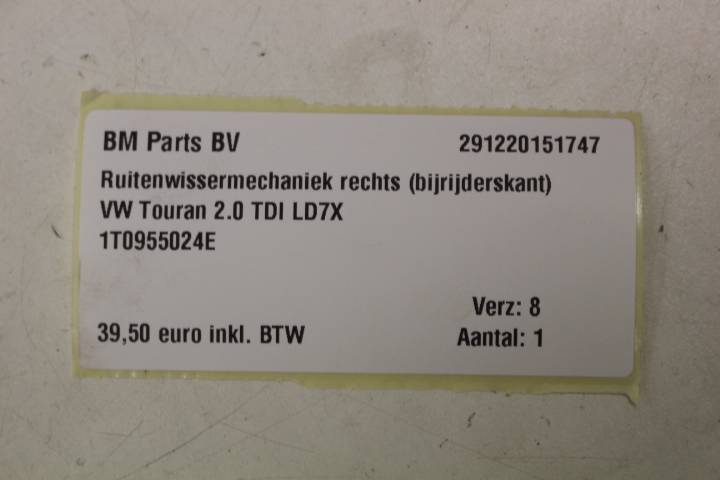 BM Parts BV 291220151747
Ruitenwissermechaniek rechts (bijrijderskant)
VW Touran 2.0 TDI LD7X
1T0955024E
Verz: 8
39,50 euro inkl. BTW Aantal: 1